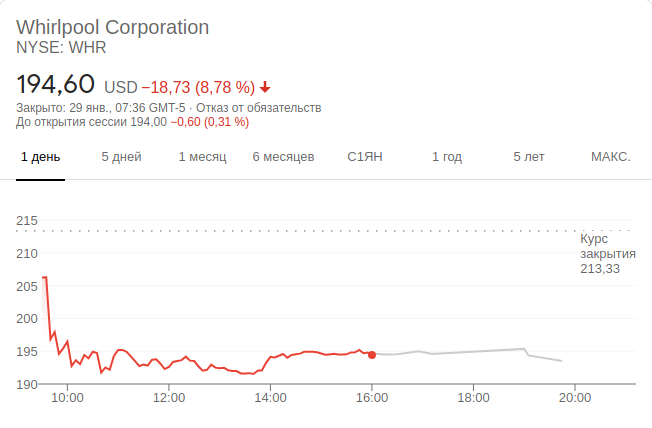 Whirlpool Corporation
NYSE: WHR
194,60 USD −18,73 (8,78 %)
Закрыто: 29 янв., 07:36 GMT-5 · Отказ от обязательств
До открытия сессии 194,00 −0,60 (0,31 %)
1 день 5 дней 1 месяц 6 месяцев С1ЯН 1 год 5 лет МАКС.
215
Курс
210 закрытия
213,33
205
200
195
190
10:00 12:00 14:00 16:00 18:00 20:00